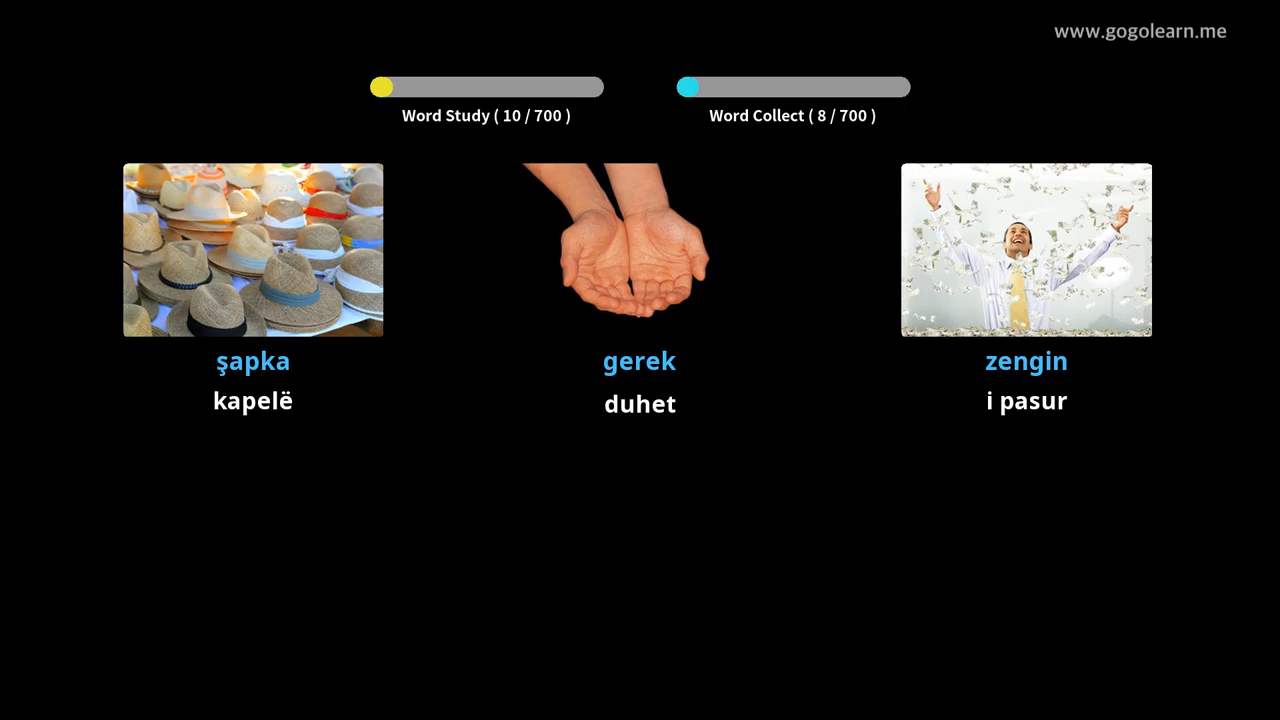 www.gogolearn.me
Word Study ( 10 / 700 )
Word Collect ( 8 / 700 )
şapka
gerek
zengin
kapelë
duhet
i pasur